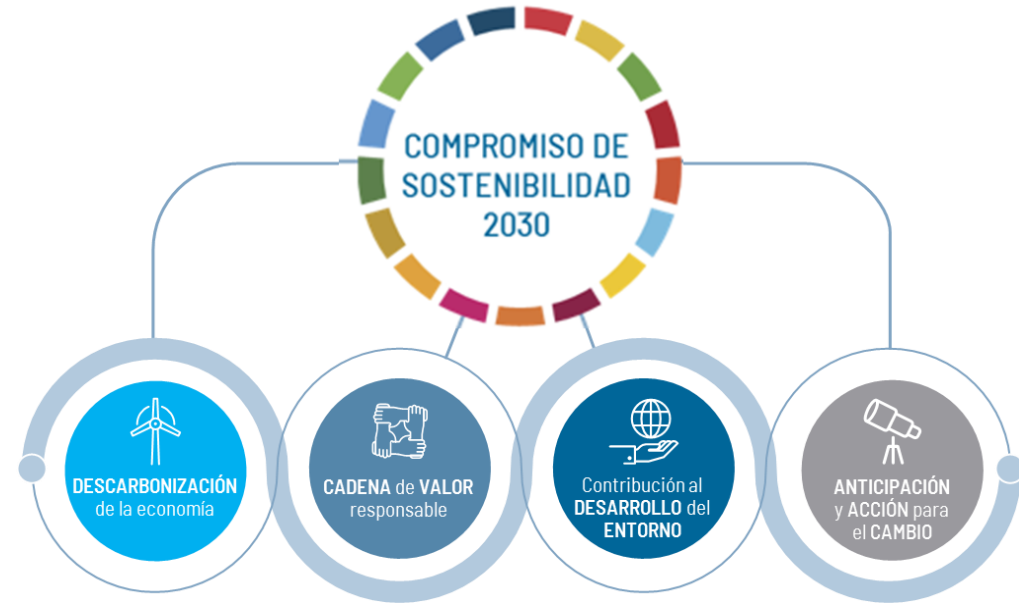 COMPROMISO DE
SOSTENIBILIDAD
2030
DESCARBONIZACIÓN
de la economía
CADENA de VALOR
responsable
Contribución al
DESARROLLO del
ENTORNO
ANTICIPACIÓN
y ACCIÓN para
el CAMBIO